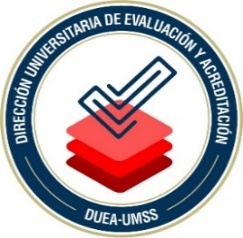 DIRECCIÓN UNIVERSITARIA DE EVALUACIÓN Y ACREDITACIÓN
DUEA-UMSS